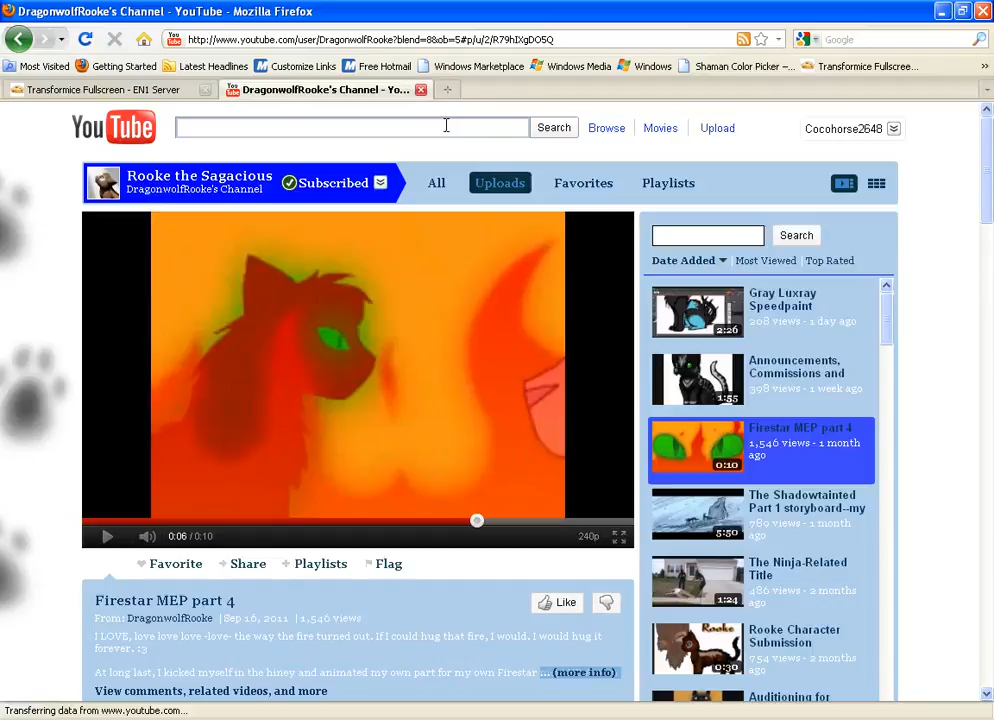 DragonwolfRooke's Channel - YouTube - Mozilla Firefox
http://www.youtube.com/user/DragonwolfRooke?blend=8&ob=5#p/u/2/R79hIXgDO5Q
Google
Most Visited Getting Started Latest Headlines Customize Links Free Hotmail Windows Marketplace Windows Media Windows Shaman Color Picker –... Transformice Fullscree... »
Transformice Fullscreen - EN1 Server
DragonwolfRooke's Channel - Yo...
YouTube
Search Browse Movies Upload Cocohorse2648
Rooke the Sagacious
DragonwolfRooke's Channel
Subscribed All Uploads Favorites Playlists
Search
Date Added Most Viewed Top Rated
Gray Luxray
Speedpaint
208 views - 1 day ago
2:26
Announcements,
Commissions and
398 views - 1 week ago
1:55
Firestar MEP part 4
1,546 views - 1 month
ago
0:10
The Shadowtainted
Part 1 storyboard--my
789 views - 1 month
ago
5:50
The Ninja-Related
Title
486 views - 2 months
ago
1:24
Rooke Character
Submission
754 views - 2 months
ago
Rooke
0:30
Auditioning for
0:06 / 0:10 240p
Favorite Share Playlists Flag
Firestar MEP part 4
Like
From: DragonwolfRooke | Sep 16, 2011 | 1,546 views
I LOVE, love love love -love- the way the fire turned out. If I could hug that fire, I would. I would hug it
forever. :3
At long last, I kicked myself in the hiney and animated my own part for my own Firestar ... (more info)
View comments, related videos, and more
Transferring data from www.youtube.com...